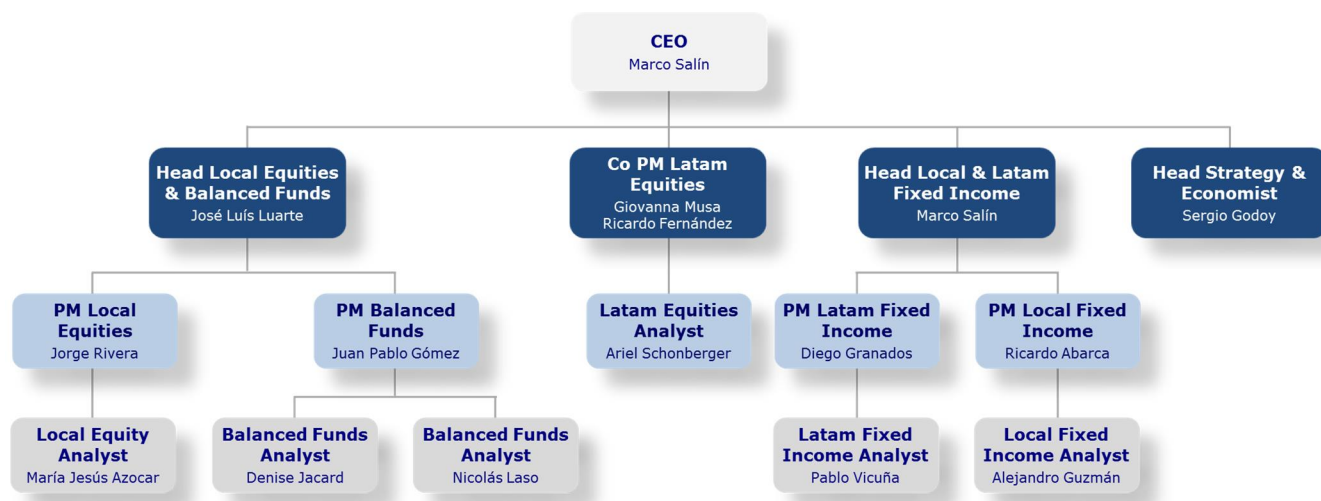 CEO
Marco Salín
Head Local Equities
& Balanced Funds
José Luís Luarte
Co PM Latam
Equities
Giovanna Musa
Ricardo Fernández
Head Local & Latam
Fixed Income
Marco Salín
Head Strategy &
Economist
Sergio Godoy
PM Local
Equities
Jorge Rivera
PM Balanced
Funds
Juan Pablo Gómez
Latam Equities
Analyst
Ariel Schonberger
PM Latam Fixed
Income
Diego Granados
PM Local Fixed
Income
Ricardo Abarca
Local Equity
Analyst
María Jesús Azocar
Balanced Funds
Analyst
Denise Jacard
Balanced Funds
Analyst
Nicolás Laso
Latam Fixed
Income Analyst
Pablo Vicuña
Local Fixed
Income Analyst
Alejandro Guzmán